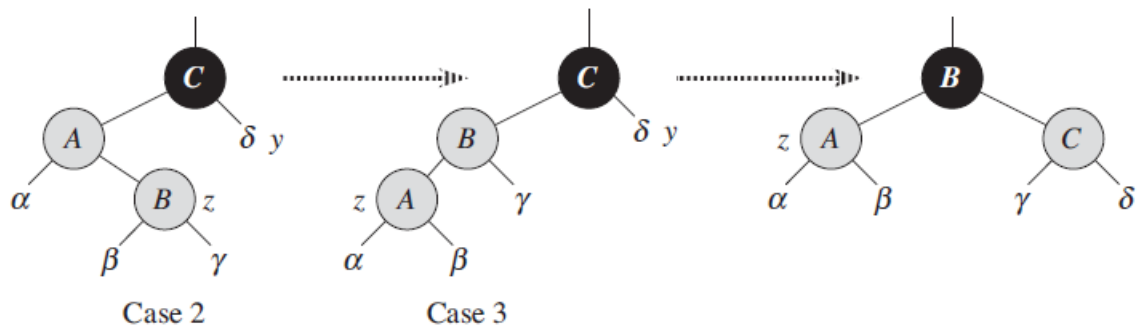 C C B
A δ y B δ y z A C
α B z z A γ α β γ δ
β γ α β
Case 2 Case 3